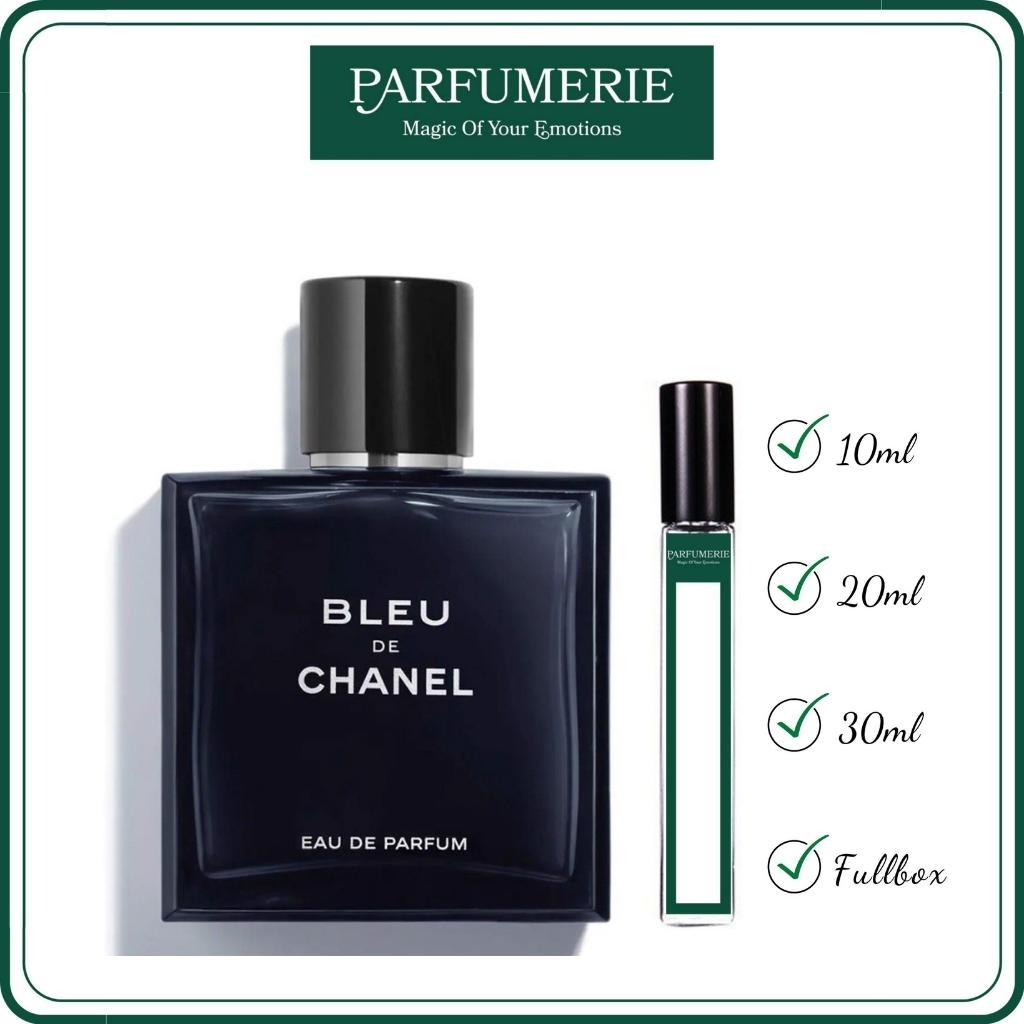 PARFUMERIE
Magic Of Your Emotions
BLEU
DE
CHANEL
EAU DE PARFUM
PARFUMERIE
Magic Of Your Emotions
10ml
20ml
30ml
Fullbox